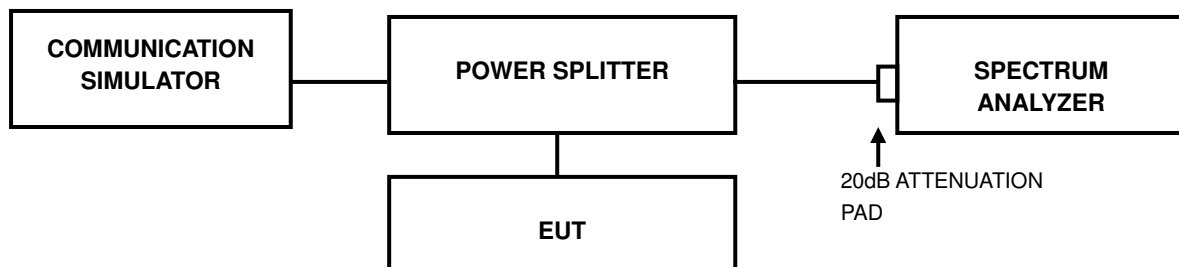 COMMUNICATION
SIMULATOR
POWER SPLITTER
SPECTRUM
ANALYZER
20dB ATTENUATION
PAD
EUT